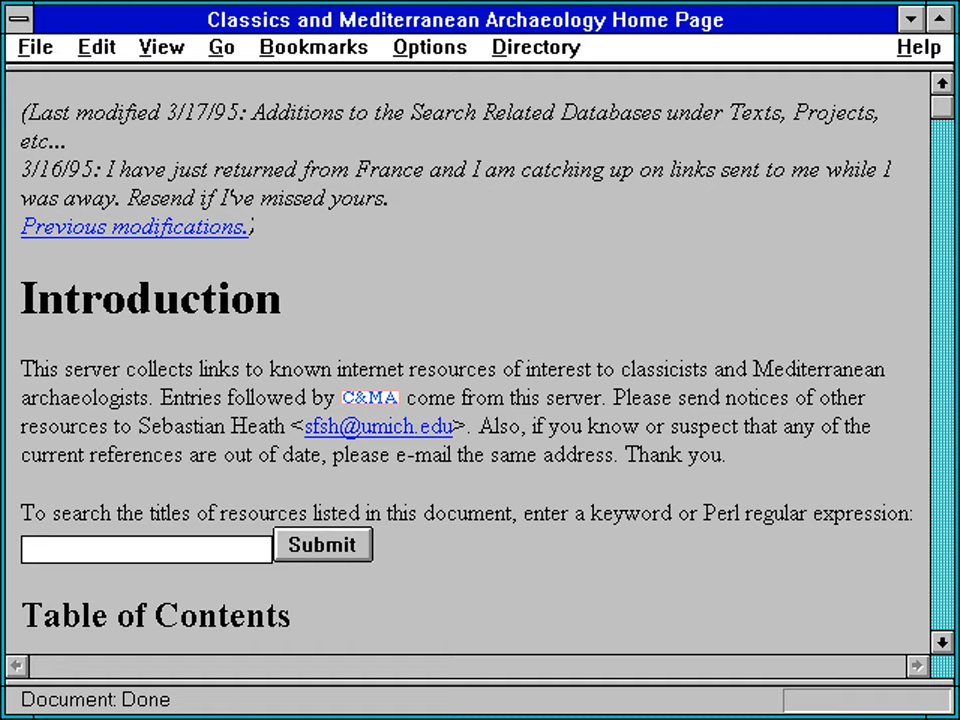 Classics and Mediterranean Archaeology Home Page
File Edit View Go Bookmarks Options Directory Help
(Last modified 3/17/95: Additions to the Search Related Databases under Texts, Projects,
etc...
3/16/95: I have just returned from France and I am catching up on links sent to me while I
was away. Resend if I've missed yours.
Previous modifications.)
Introduction
This server collects links to known internet resources of interest to classicists and Mediterranean
archaeologists. Entries followed by C&MA come from this server. Please send notices of other
resources to Sebastian Heath <sfsh@umich.edu>. Also, if you know or suspect that any of the
current references are out of date, please e-mail the same address. Thank you.
To search the titles of resources listed in this document, enter a keyword or Perl regular expression:
Submit
Table of Contents
Document: Done